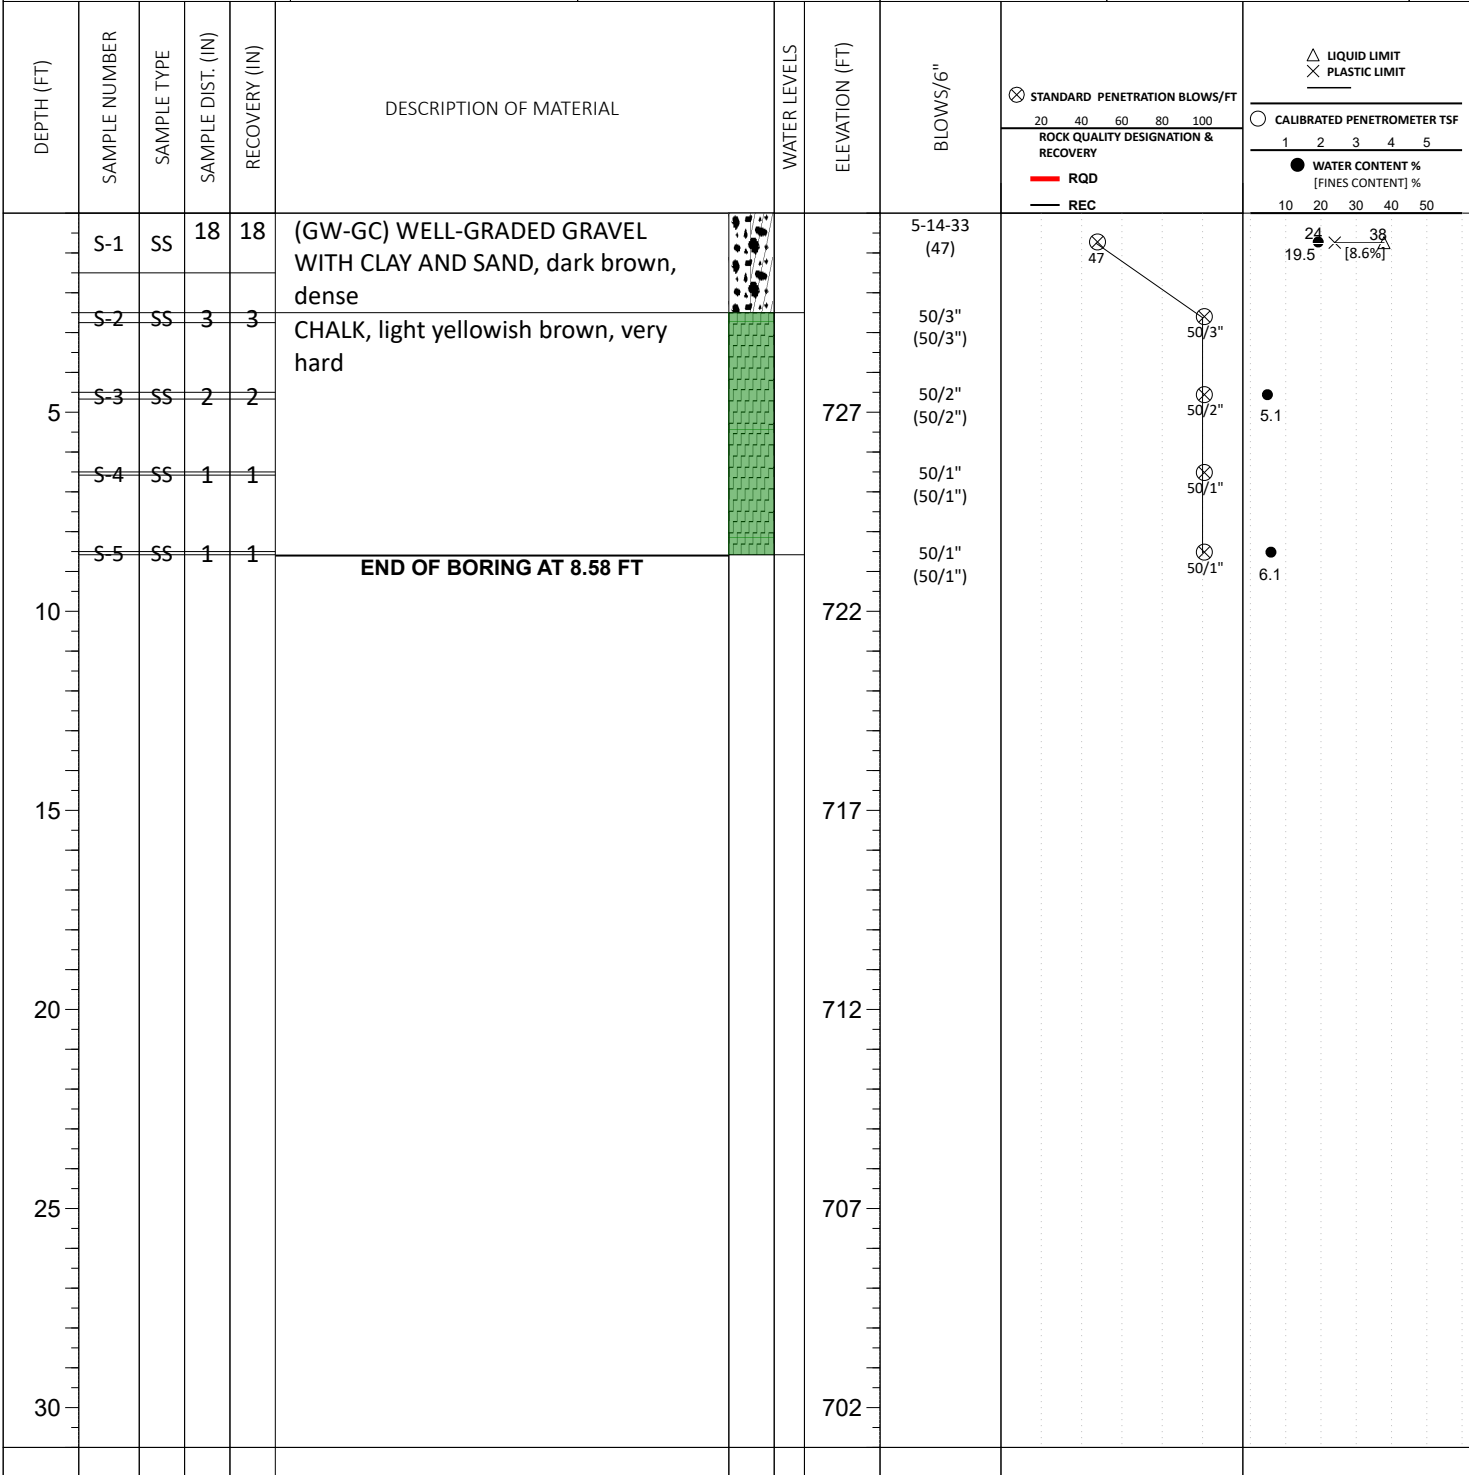 DEPTH (FT)
SAMPLE NUMBER
SAMPLE TYPE
SAMPLE DIST. (IN)
RECOVERY (IN)
DESCRIPTION OF MATERIAL
WATER LEVELS
ELEVATION (FT)
BLOWS/6"
STANDARD PENETRATION BLOWS/FT
20 40 60 80 100
ROCK QUALITY DESIGNATION &
RECOVERY
RQD
REC
LIQUID LIMIT
PLASTIC LIMIT
CALIBRATED PENETROMETER TSF
1 2 3 4 5
WATER CONTENT %
[FINES CONTENT] %
10 20 30 40 50
S-1 SS 18 18
(GW-GC) WELL-GRADED GRAVEL
WITH CLAY AND SAND, dark brown,
dense
5-14-33
(47)
47
24 38
19.5 [8.6%]
S-2 SS 3 3
CHALK, light yellowish brown, very
hard
50/3"
(50/3")
50/3"
S-3 SS 2 2
50/2"
(50/2")
50/2"
5.1
5 727
S-4 SS 1 1
50/1"
(50/1")
50/1"
S-5 SS 1 1
END OF BORING AT 8.58 FT
50/1"
(50/1")
50/1"
6.1
10 722
15 717
20 712
25 707
30 702